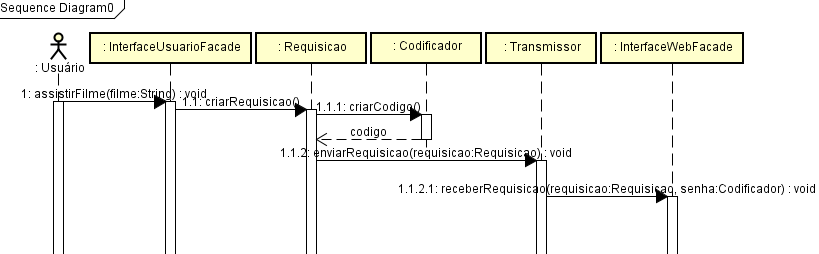 Sequence Diagram0
: Usuário
: InterfaceUsuarioFacade
: Requisicao
: Codificador
: Transmissor
: InterfaceWebFacade
1: assistirFilme(filme:String) : void
1.1: criarRequisicao()
1.1.1: criarCodigo()
codigo
1.1.2: enviarRequisicao(requisicao:Requisicao) : void
1.1.2.1: receberRequisicao(requisicao:Requisicao, senha:Codificador) : void